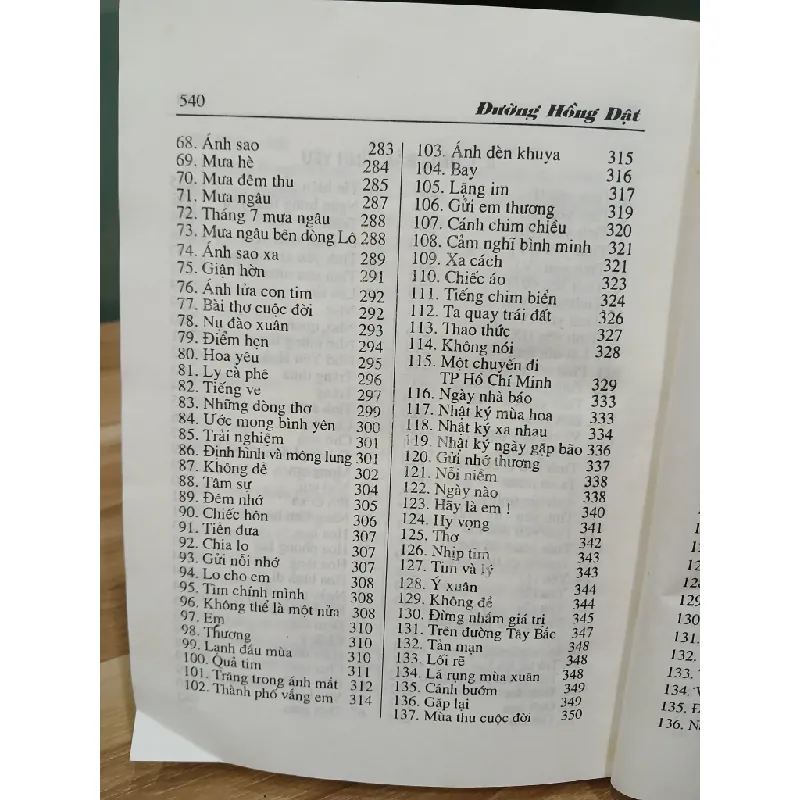 540
Đường Hồng Dật
68. Ánh sao 283
69. Mưa hè 284
70. Mưa đêm thu 285
71. Mưa ngâu 287
72. Tháng 7 mưa ngâu 288
73. Mưa ngâu bên dòng Lô 288
74. Ánh sao xa 289
75. Giận hờn 291
76. Ánh lửa con tim 292
77. Bài thơ cuộc đời 292
78. Nụ đào xuân 293
79. Điểm hẹn 294
80. Hoa yêu 295
81. Ly cà phê 296
82. Tiếng ve 297
83. Những dòng thơ 299
84. Ước mong bình yên 300
85. Trải nghiệm 301
86. Định hình và mông lung 301
87. Không đề 302
88. Tâm sự 304
89. Đêm nhớ 305
90. Chiếc hôn 306
91. Tiễn đưa 307
92. Chia lo 307
93. Gửi nỗi nhớ 307
94. Lo cho em 308
95. Tìm chính mình 308
96. Không thể là một nửa 308
97. Em 310
98. Thương 310
99. Lạnh đầu mùa 310
100. Quả tim 311
101. Trăng trong ánh mắt 312
102. Thành phố vắng em 314
103. Ánh đèn khuya 315
104. Bay 316
105. Lặng im 317
106. Gửi em thương 319
107. Cánh chim chiều 320
108. Cảm nghĩ bình minh 321
109. Xa cách 321
110. Chiếc áo 323
111. Tiếng chim biển 324
112. Ta quay trái đất 326
113. Thao thức 327
114. Không nói 328
115. Một chuyến đi
TP Hồ Chí Minh 329
116. Ngày nhà báo 333
117. Nhật ký mùa hoa 333
118. Nhật ký xa nhau 334
119. Nhật ký ngày gặp bão 336
120. Gửi nhớ thương 337
121. Nỗi niềm 338
122. Ngày nào 338
123. Hãy là em ! 340
124. Hy vọng 341
125. Thơ 342
126. Nhịp tim 343
127. Tim và lý 343
128. Ý xuân 344
129. Không đề 344
130. Đừng nhầm giá trị 345
131. Trên đường Tây Bắc 347
132. Tản mạn 348
133. Lối rẽ 348
134. Lá rụng mùa xuân 348
135. Cánh bướm 349
136. Gặp lại 349
137. Mùa thu cuộc đời 350
129
130.
131.
132.
133.
134.
135.
136.